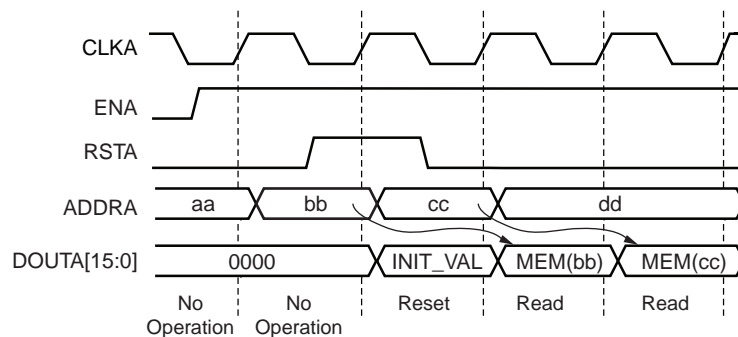 CLKA
ENA
RSTA
ADDRA aa bb cc dd
DOUTA[15:0] 0000 INIT_VAL MEM(bb) MEM(cc)
No Operation No Operation Reset Read Read